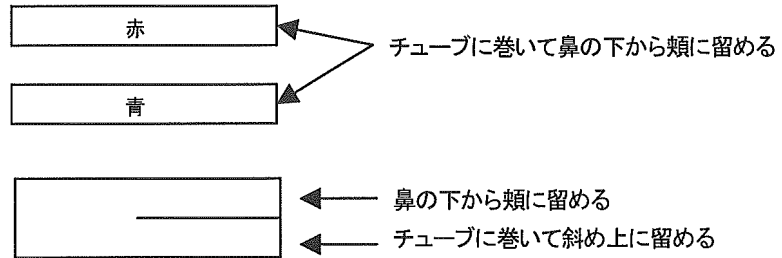 赤
チューブに巻いて鼻の下から頬に留める
青
鼻の下から頬に留める
チューブに巻いて斜め上に留める